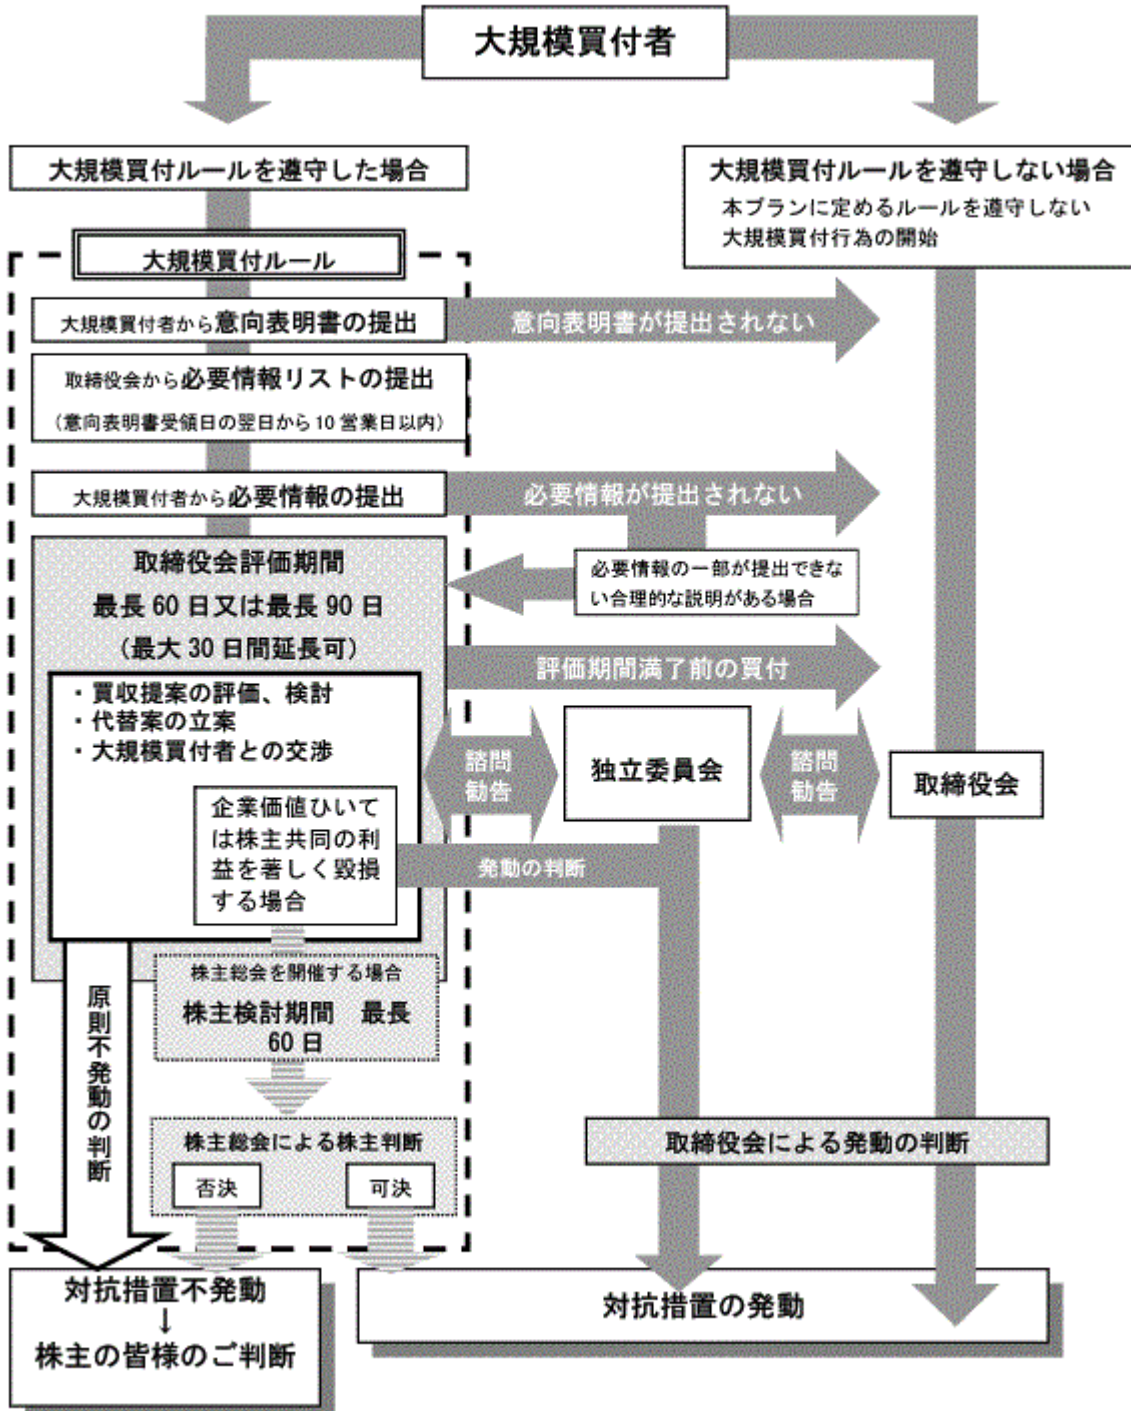 大規模買付者
大規模買付ルールを遵守した場合
大規模買付ルールを遵守しない場合
本プランに定めるルールを遵守しない
大規模買付行為の開始
大規模買付ルール
大規模買付者から意向表明書の提出
意向表明書が提出されない
取締役会から必要情報リストの提出
（意向表明書受領日の翌日から 10 営業日以内）
大規模買付者から必要情報の提出
必要情報が提出されない
必要情報の一部が提出できな
い合理的な説明がある場合
取締役会評価期間
最長 60 日又は最長 90 日
（最大 30 日間延長可）
評価期間満了前の買付
・買収提案の評価、検討
・代替案の立案
・大規模買付者との交渉
諮問
勧告
独立委員会
諮問
勧告
取締役会
企業価値ひいて
は株主共同の利
益を著しく毀損
する場合
発動の判断
原則不発動の判断
株主総会を開催する場合
株主検討期間　最長
60 日
株主総会による株主判断
否決
可決
取締役会による発動の判断
対抗措置不発動
↓
株主の皆様のご判断
対抗措置の発動